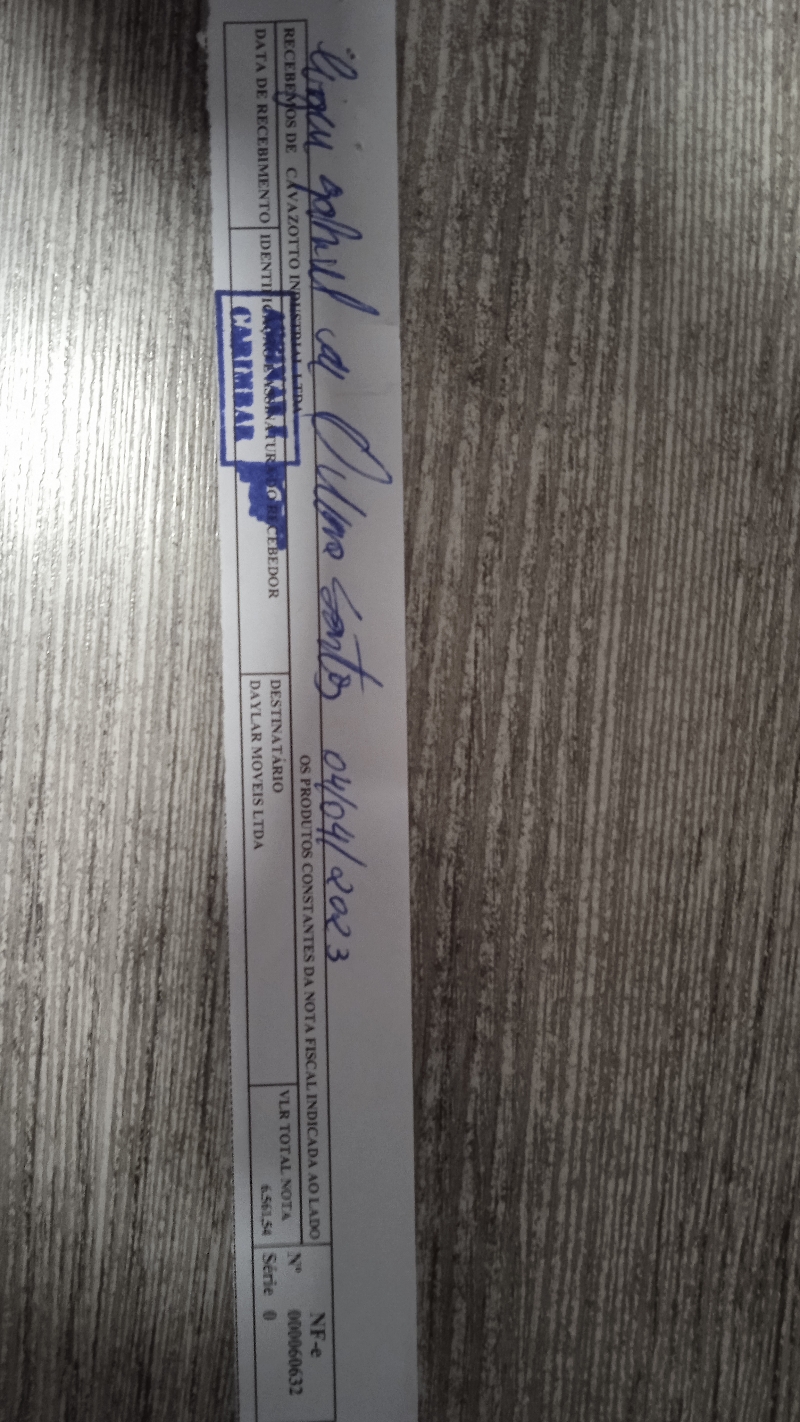 gabriel da Silva Santos 04/04/2023
RECEBEMOS DE CAVAZOTTO INDUSTRIAL LTDA OS PRODUTOS CONSTANTES DA NOTA FISCAL INDICADA AO LADO
NF-e
Nº 000060632
Série 0
DATA DE RECEBIMENTO
IDENTIFICAÇÃO E ASSINATURA DO RECEBEDOR
DESTINATÁRIO
DAYLAR MOVEIS LTDA
VLR TOTAL NOTA
6.561,54
CARIMBAR